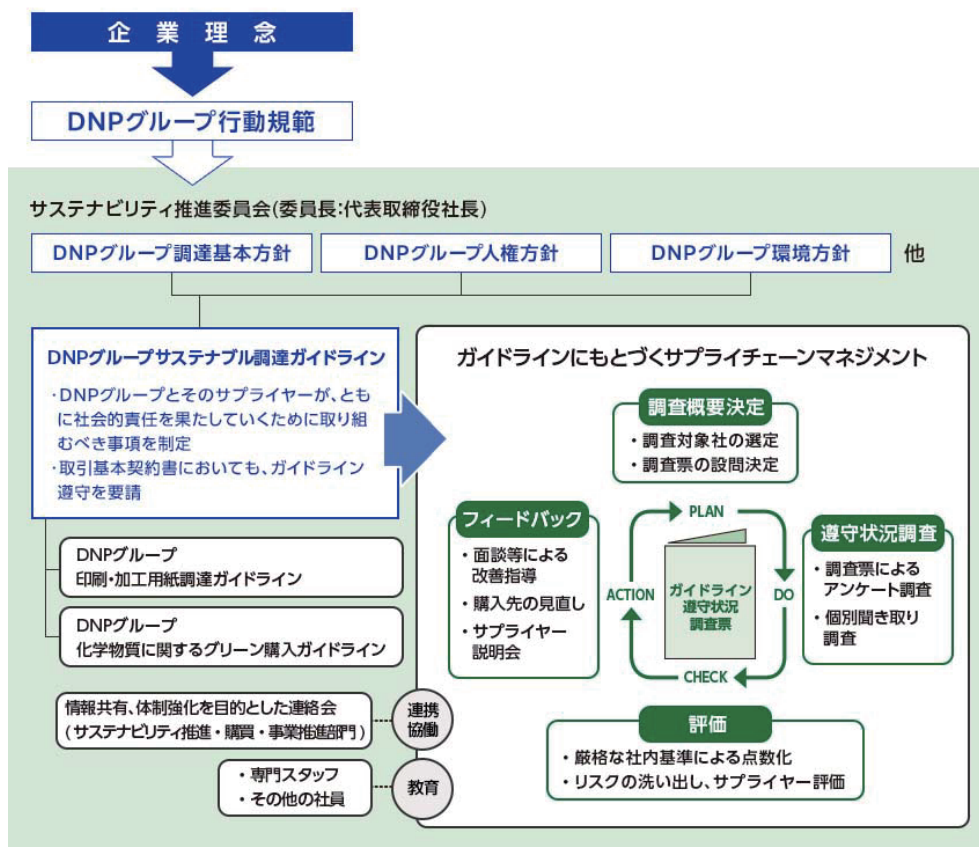 企業理念
DNPグループ行動規範
サステナビリティ推進委員会(委員長:代表取締役社長)
DNPグループ調達基本方針
DNPグループ人権方針
DNPグループ環境方針
他
DNPグループサステナブル調達ガイドライン
・DNPグループとそのサプライヤーが、とも
に社会的責任を果たしていくために取り組
むべき事項を制定
・取引基本契約書においても、ガイドライン
遵守を要請
DNPグループ
印刷・加工用紙調達ガイドライン
DNPグループ
化学物質に関するグリーン購入ガイドライン
情報共有、体制強化を目的とした連絡会
(サステナビリティ推進・購買・事業推進部門)
連携
協働
・専門スタッフ
・その他の社員
教育
ガイドラインにもとづくサプライチェーンマネジメント
調査概要決定
・調査対象社の選定
・調査票の設問決定
フィードバック
・面談等による
改善指導
・購入先の見直し
・サプライヤー
説明会
PLAN
ACTION
ガイドライン
遵守状況
調査票
DO
CHECK
遵守状況調査
・調査票による
アンケート調査
・個別聞き取り
調査
評価
・厳格な社内基準による点数化
・リスクの洗い出し、サプライヤー評価